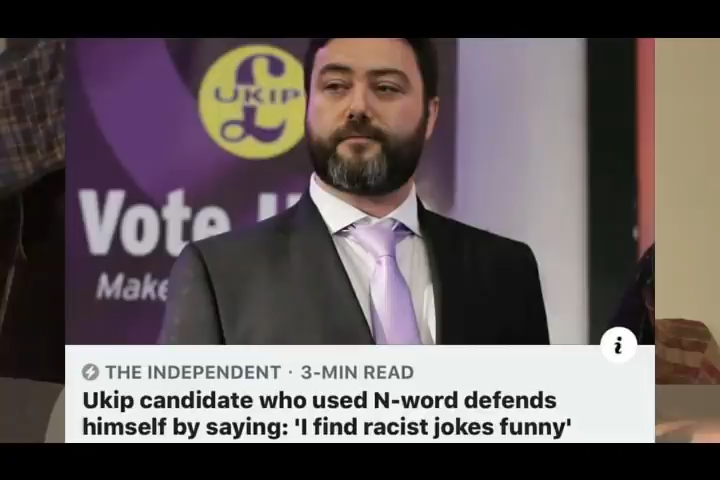 UKIP
Vote
Make
THE INDEPENDENT · 3-MIN READ
Ukip candidate who used N-word defends
himself by saying: 'I find racist jokes funny'